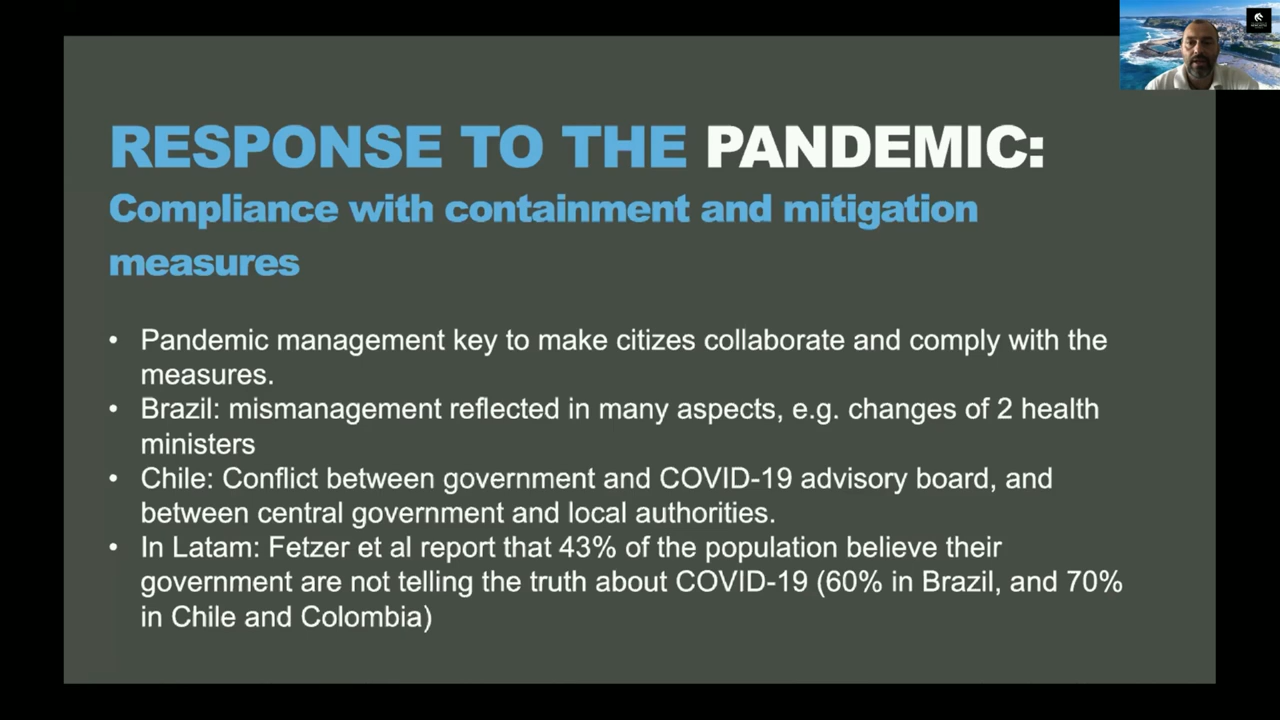 RESPONSE TO THE PANDEMIC:
Compliance with containment and mitigation
measures
• Pandemic management key to make citizes collaborate and comply with the
measures.
• Brazil: mismanagement reflected in many aspects, e.g. changes of 2 health
ministers
• Chile: Conflict between government and COVID-19 advisory board, and
between central government and local authorities.
• In Latam: Fetzer et al report that 43% of the population believe their
government are not telling the truth about COVID-19 (60% in Brazil, and 70%
in Chile and Colombia)